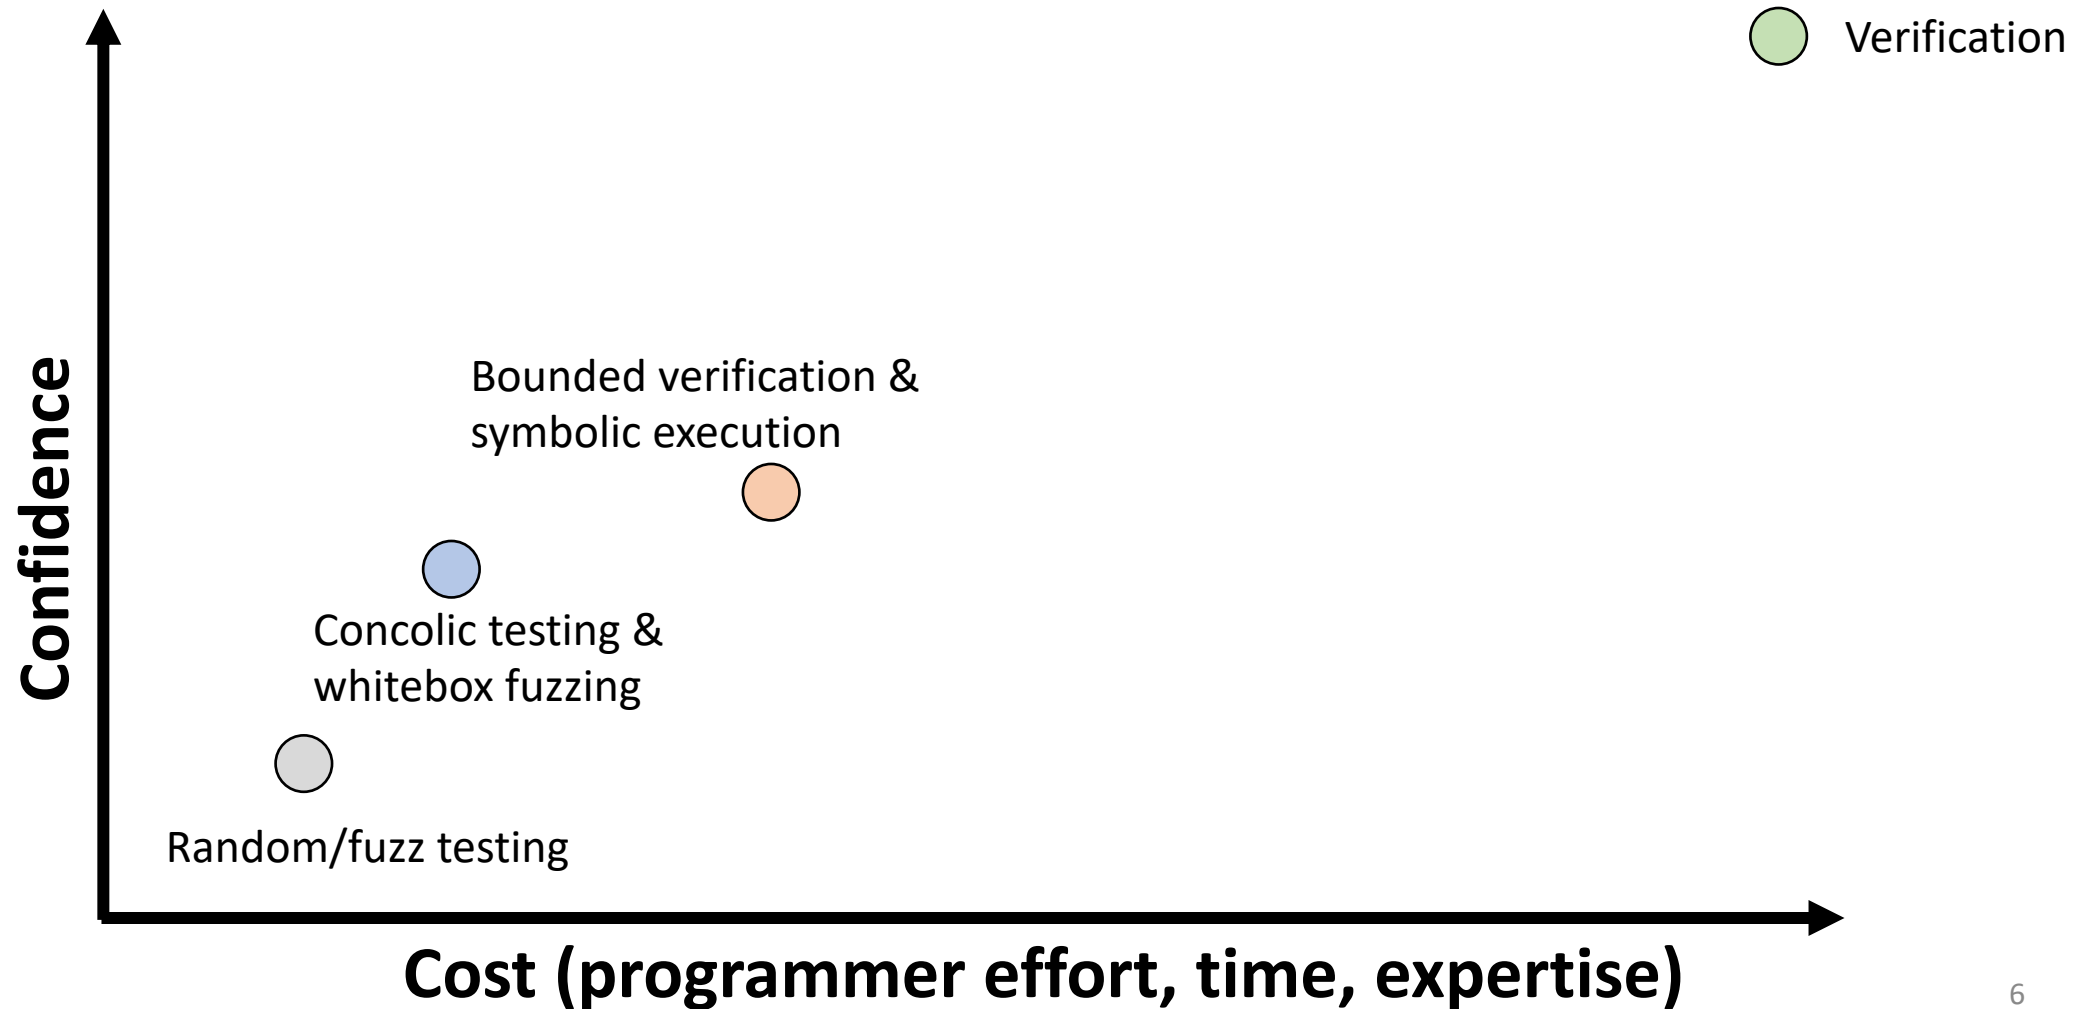 Verification
Bounded verification &
symbolic execution
Confidence
Concolic testing &
whitebox fuzzing
Random/fuzz testing
Cost (programmer effort, time, expertise)
6